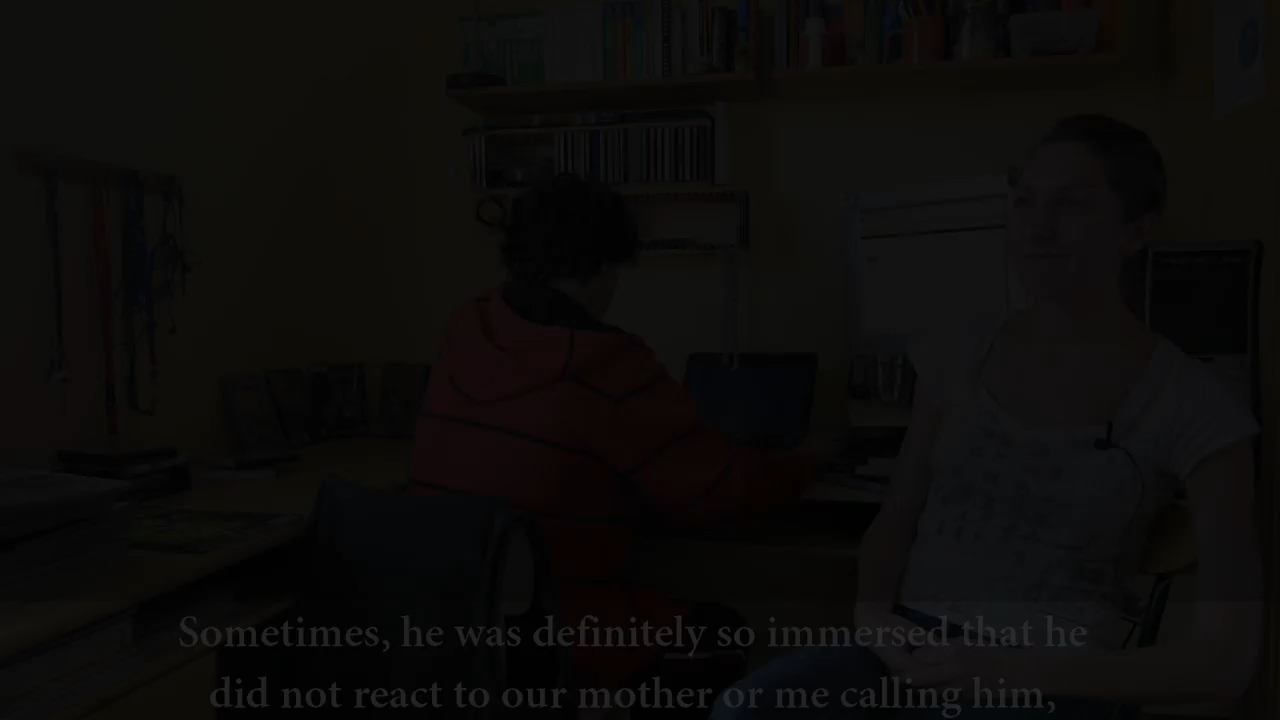 Sometimes, he was definitely so immersed that he
did not react to our mother or me calling him,